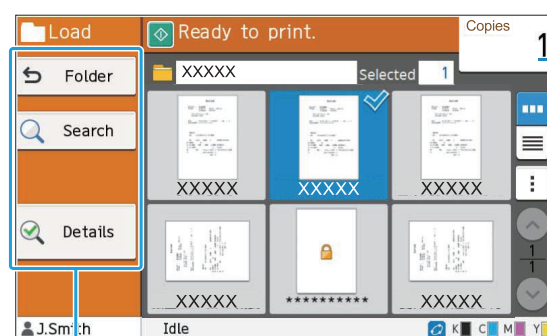 Load
Ready to print.
Copies
1
Folder
XXXXX
Selected 1
Search
XXXXX XXXXX XXXXX
Details
1
1
XXXXX ********** XXXXX
J.Smith
Idle
K C M Y